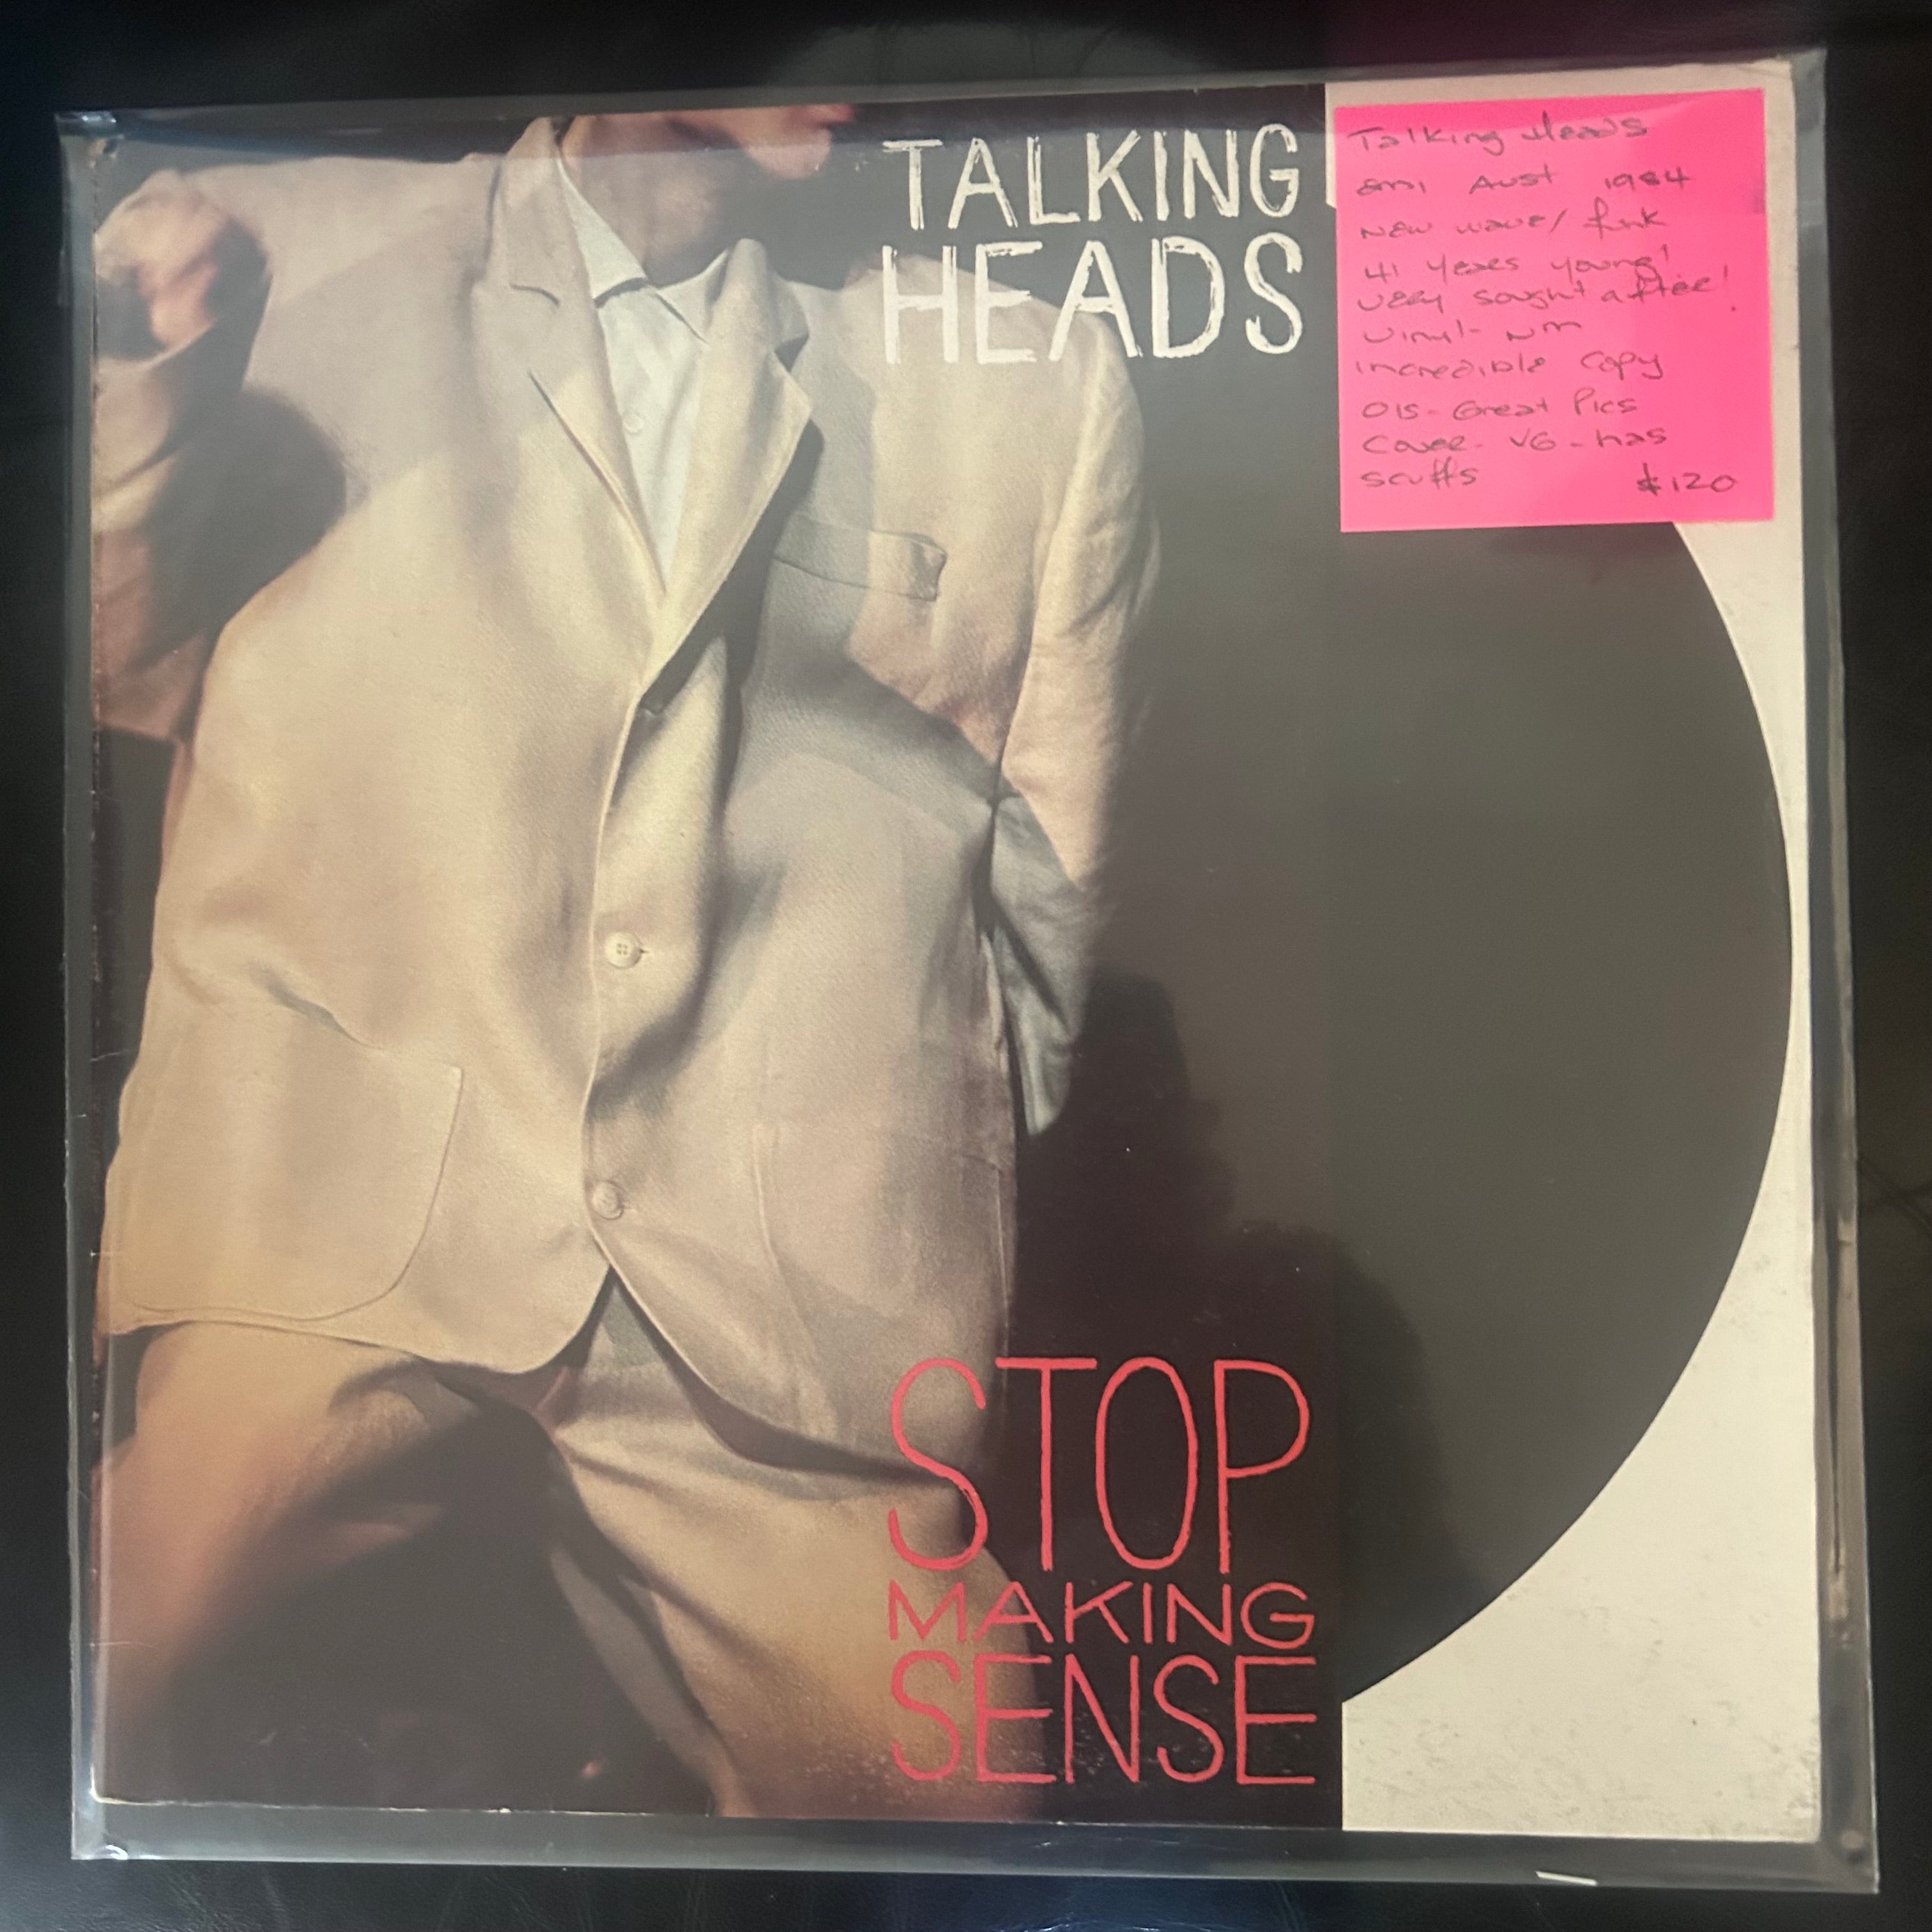 TALKING
HEADS
STOP
MAKING
SENSE
Talking Heads
EMI Aust 1984
New wave/ funk
41 years young!
very sought after!
Vinyl- NM
incredible copy
OIS- Great Pics
Cover- VG - has
scuffs $120